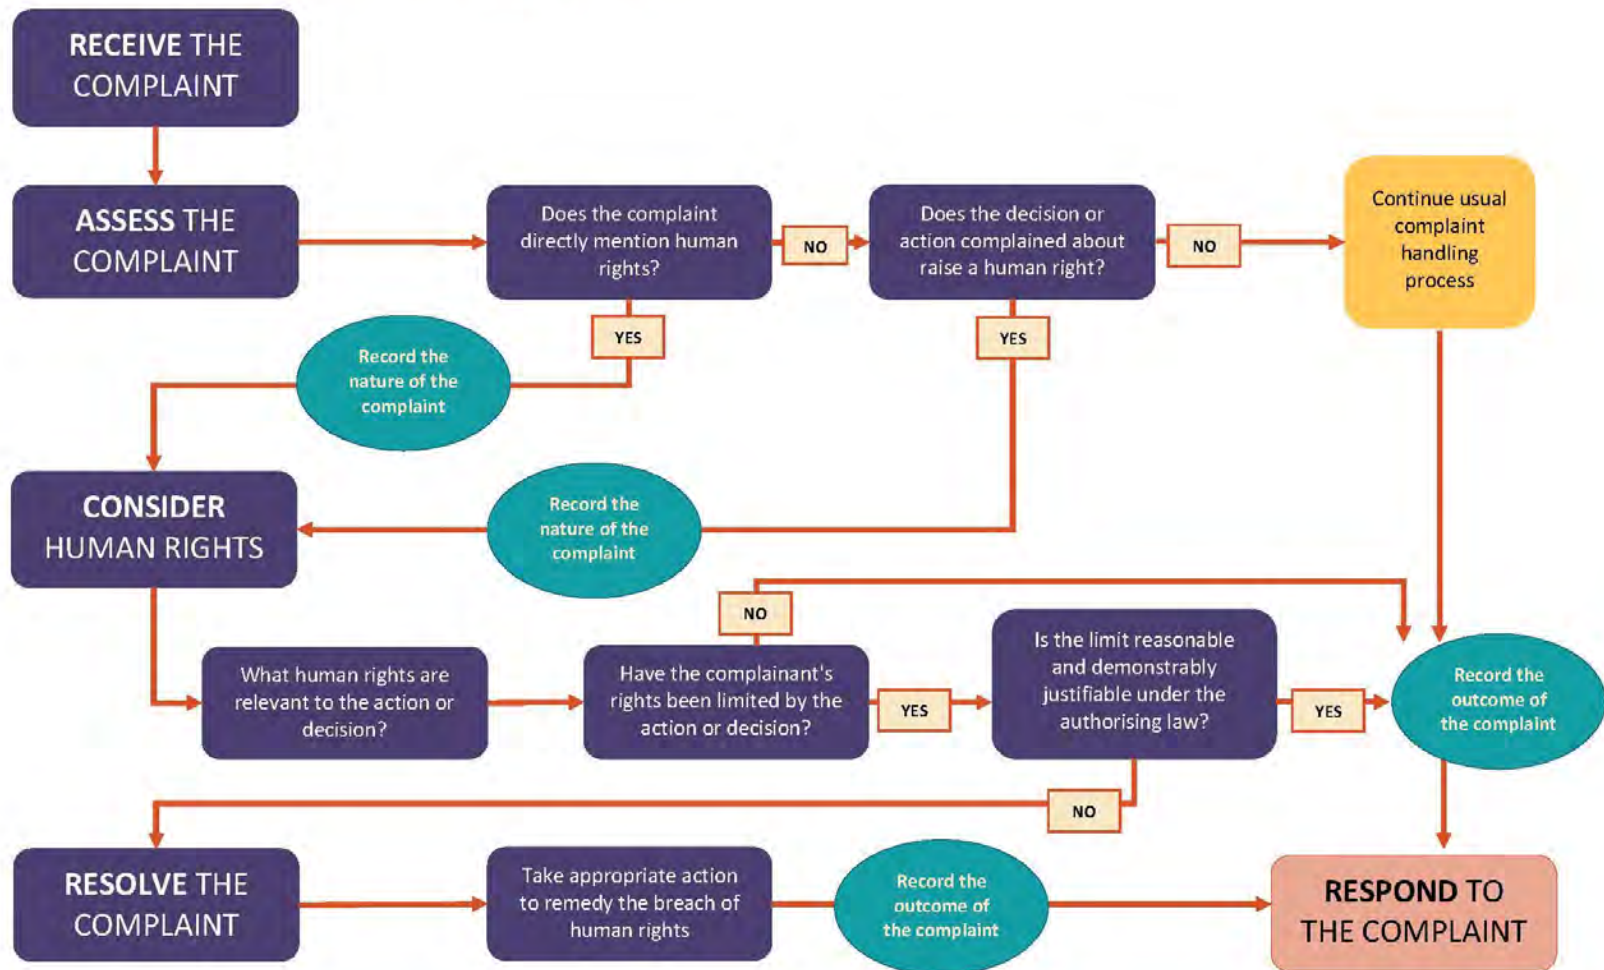 RECEIVE THE
COMPLAINT
ASSESS THE
COMPLAINT
Does the complaint
directly mention human
rights?
NO
Does the decision or
action complained about
raise a human right?
NO
Continue usual
complaint
handling
process
YES
YES
Record the
nature of the
complaint
CONSIDER
HUMAN RIGHTS
Record the
nature of the
complaint
NO
What human rights are
relevant to the action or
decision?
Have the complainant's
rights been limited by the
action or decision?
YES
Is the limit reasonable
and demonstrably
justifiable under the
authorising law?
YES
Record the
outcome of
the complaint
NO
RESOLVE THE
COMPLAINT
Take appropriate action
to remedy the breach of
human rights
Record the
outcome of
the complaint
RESPOND TO
THE COMPLAINT